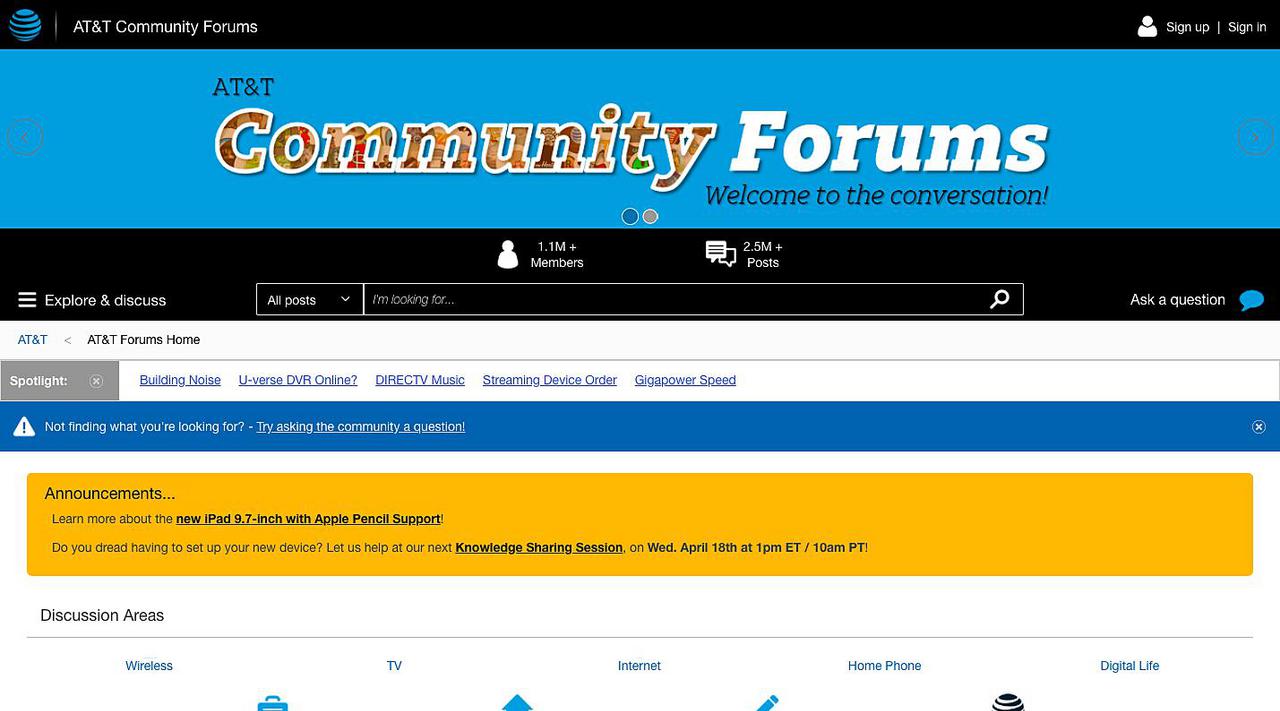 AT&T Community Forums
Sign up | Sign in
AT&T
Community Forums
Welcome to the conversation!
1.1M +
Members
2.5M +
Posts
Explore & discuss
All posts
I'm looking for...
Ask a question
AT&T < AT&T Forums Home
Spotlight:
Building Noise
U-verse DVR Online?
DIRECTV Music
Streaming Device Order
Gigapower Speed
Not finding what you're looking for? - Try asking the community a question!
Announcements...
Learn more about the new iPad 9.7-inch with Apple Pencil Support!
Do you dread having to set up your new device? Let us help at our next Knowledge Sharing Session, on Wed. April 18th at 1pm ET / 10am PT!
Discussion Areas
Wireless
TV
Internet
Home Phone
Digital Life